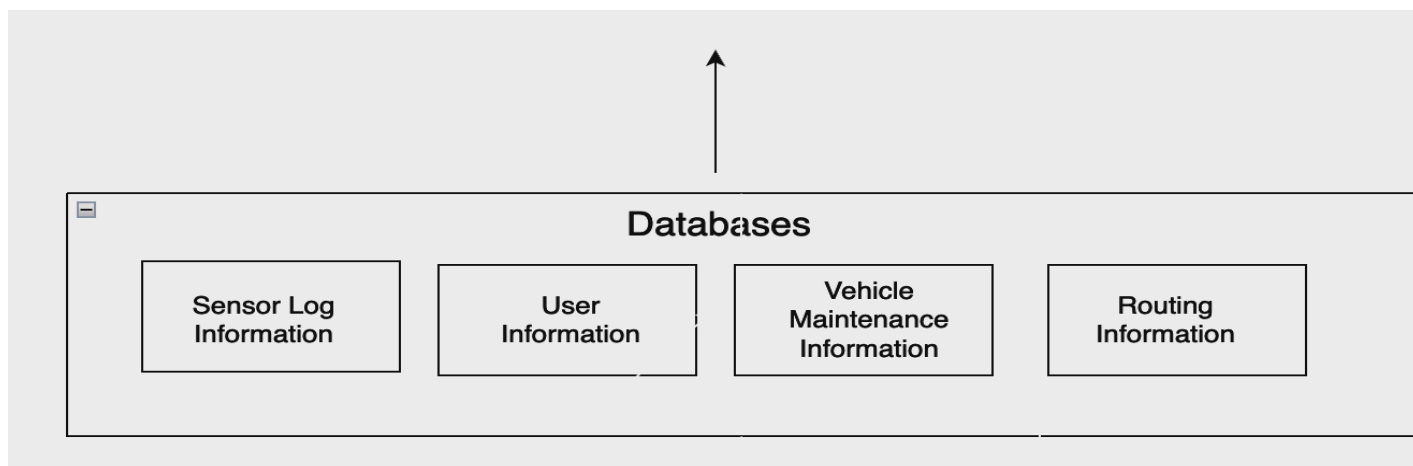 Databases
Sensor Log
Information
User
Information
Vehicle
Maintenance
Information
Routing
Information